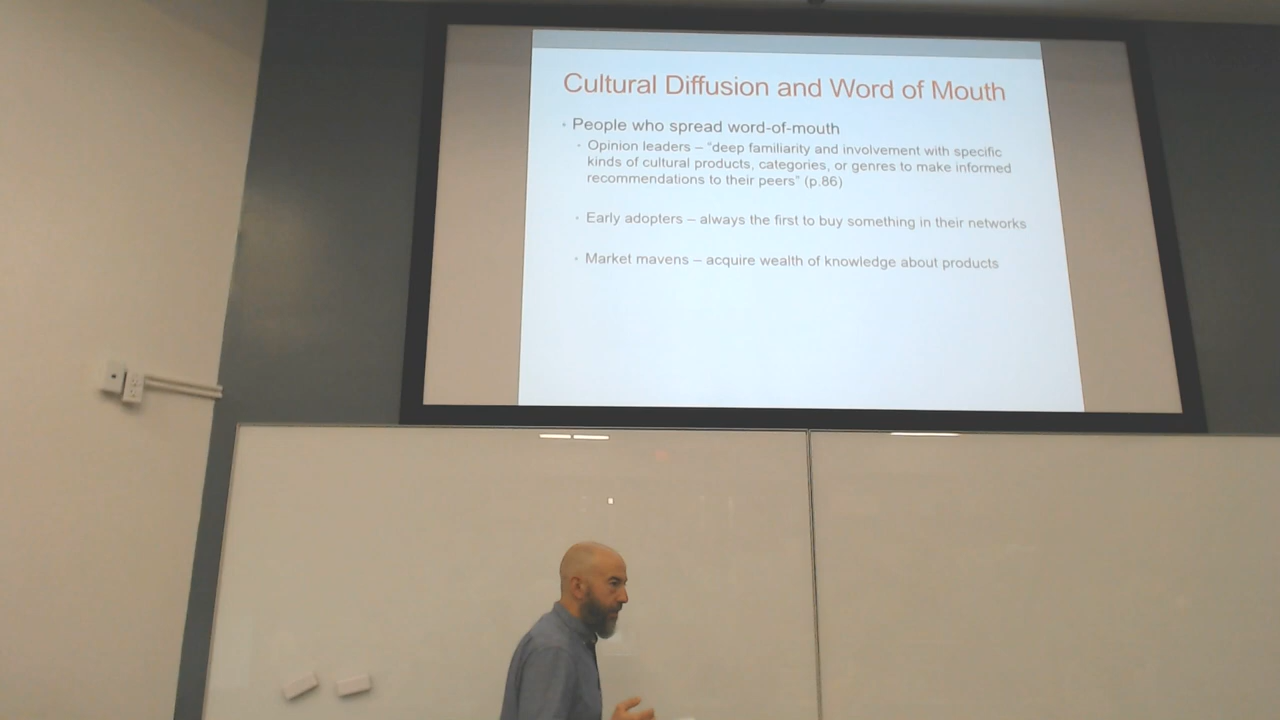 Cultural Diffusion and Word of Mouth
• People who spread word-of-mouth
• Opinion leaders – “deep familiarity and involvement with specific
kinds of cultural products, categories, or genres to make informed
recommendations to their peers” (p.86)
• Early adopters – always the first to buy something in their networks
• Market mavens – acquire wealth of knowledge about products